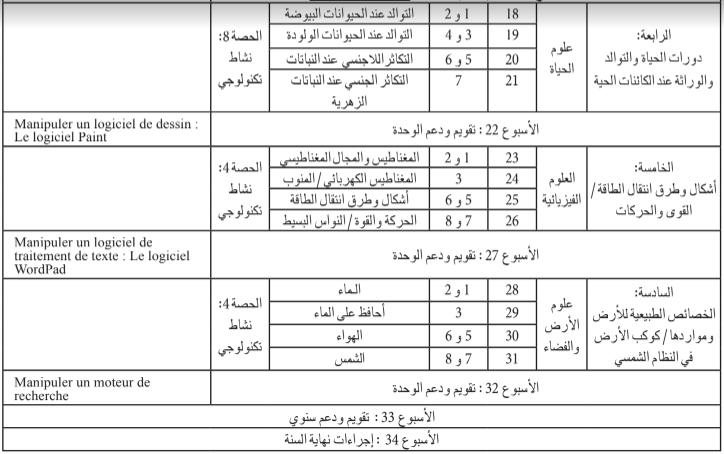 الرابعة:
دورات الحياة والتوالد
والوراثة عند الكائنات الحية
علوم
الحياة
18 | 1 و 2 | التوالد عند الحيوانات البيوضة
19 | 3 و 4 | التوالد عند الحيوانات الولودة
20 | 5 و 6 | التكاثر اللاجنسي عند النباتات
21 | 7 | التكاثر الجنسي عند النباتات
الزهرية
الحصة 8:
نشاط
تكنولوجي
الأسبوع 22 : تقويم ودعم الوحدة
Manipuler un logiciel de dessin :
Le logiciel Paint
الخامسة:
أشكال وطرق انتقال الطاقة/
القوى والحركات
العلوم
الفيزيائية
23 | 1 و 2 | المغناطيس والمجال المغناطيسي
24 | 3 | المغناطيس الكهربائي/ المنوب
25 | 5 و 6 | أشكال وطرق انتقال الطاقة
26 | 7 و 8 | الحركة والقوة / النواس البسيط
الحصة 4:
نشاط
تكنولوجي
الأسبوع 27 : تقويم ودعم الوحدة
Manipuler un logiciel de
traitement de texte : Le logiciel
WordPad
السادسة:
الخصائص الطبيعية للأرض
ومواردها / كوكب الأرض
في النظام الشمسي
علوم
الأرض
والفضاء
28 | 1 و 2 | الماء
29 | 3 | أحافظ على الماء
30 | 5 و 6 | الهواء
31 | 7 و 8 | الشمس
الحصة 4:
نشاط
تكنولوجي
الأسبوع 32 : تقويم ودعم الوحدة
Manipuler un moteur de
recherche
الأسبوع 33 : تقويم ودعم سنوي
الأسبوع 34 : إجراءات نهاية السنة